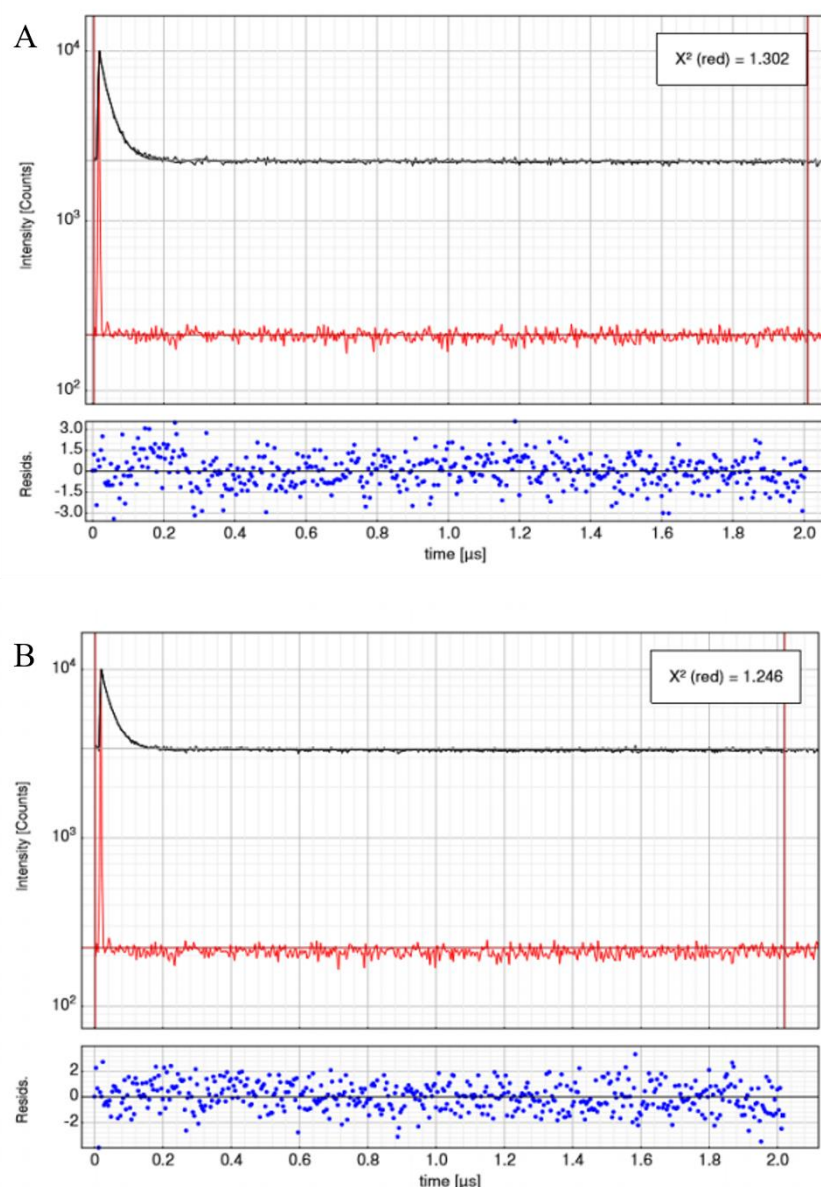 A
X² (red) = 1.302
10⁴
10³
10²
Intensity [Counts]
3.0
1.5
0
-1.5
-3.0
Resids.
0 0.2 0.4 0.6 0.8 1.0 1.2 1.4 1.6 1.8 2.0
time [µs]
B
X² (red) = 1.246
10⁴
10³
10²
Intensity [Counts]
2
0
-2
Resids.
0 0.2 0.4 0.6 0.8 1.0 1.2 1.4 1.6 1.8 2.0
time [µs]